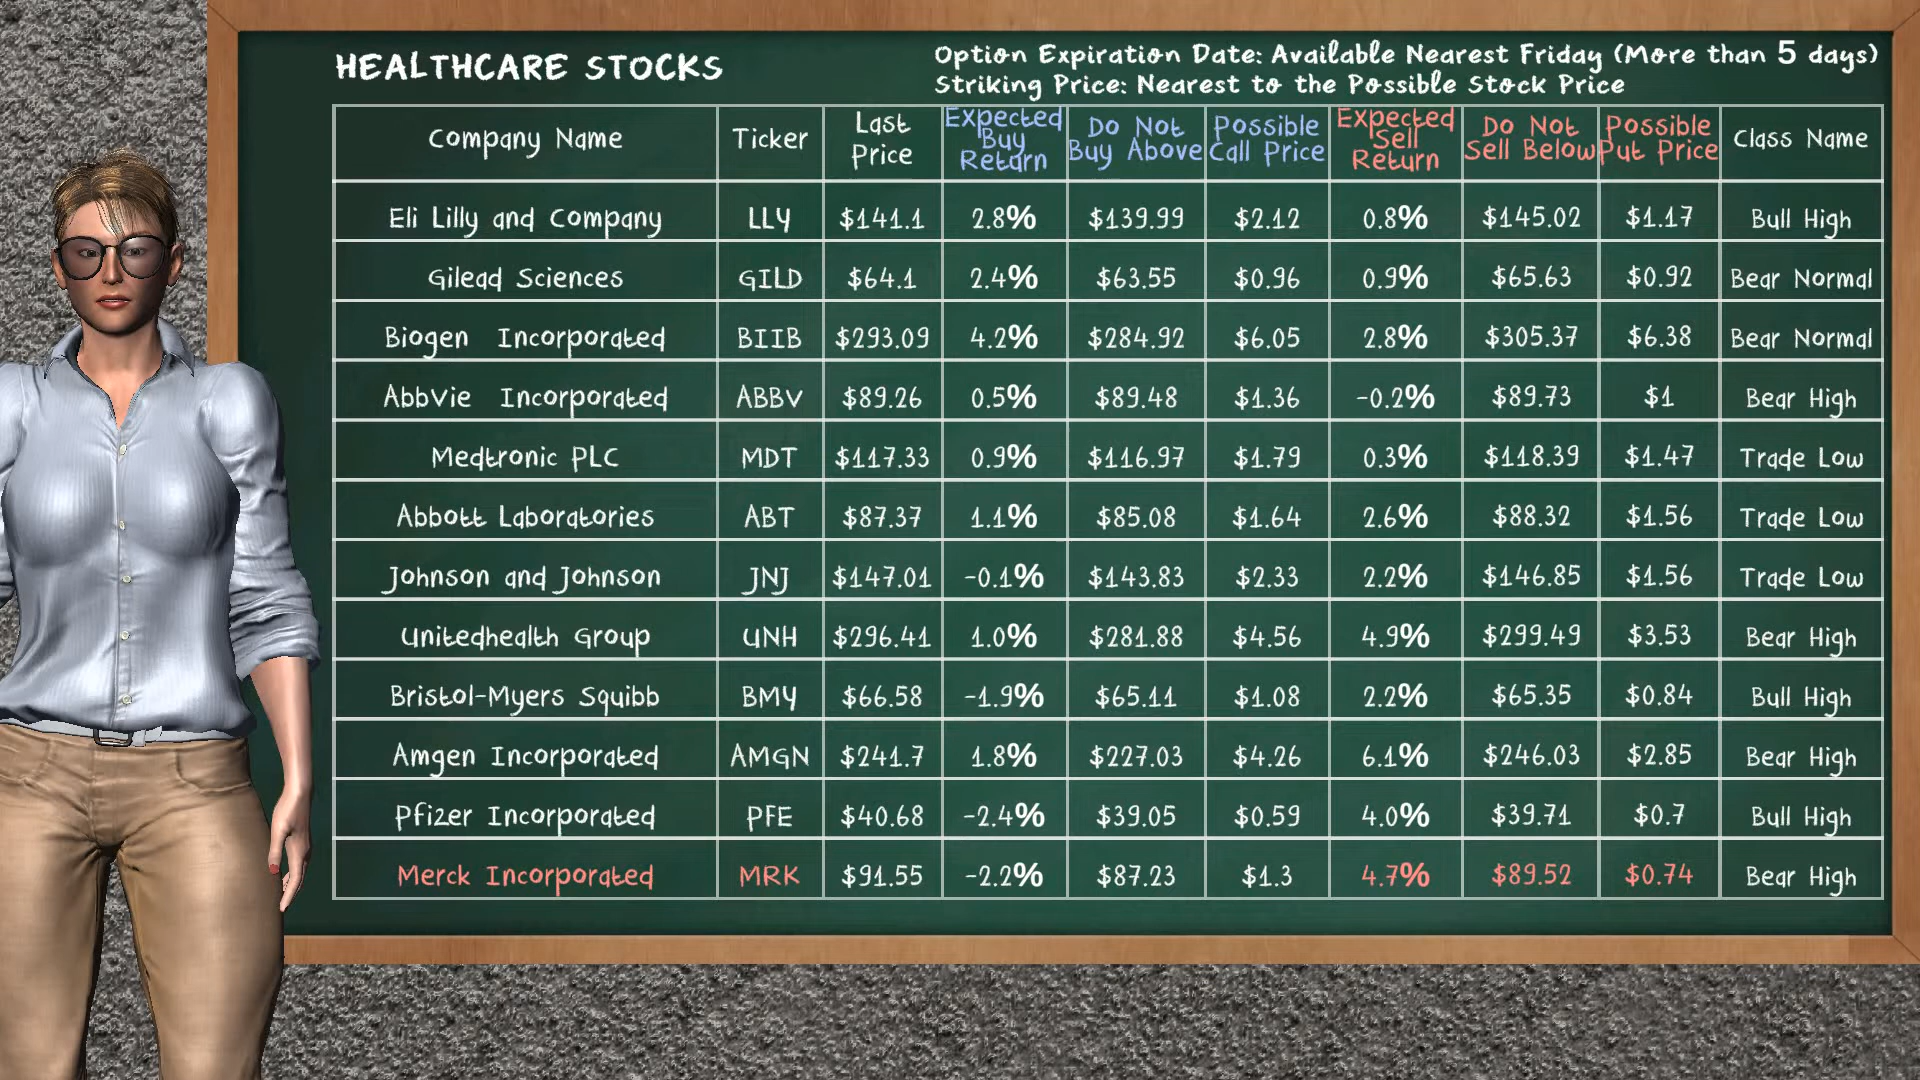 HEALTHCARE STOCKS
Option Expiration Date: Available Nearest Friday (More than 5 days)
Striking Price: Nearest to the Possible Stock Price
Company Name Ticker Last Price Expected Buy Return Do Not Buy Above Possible Call Price Expected Sell Return Do Not Sell Below Possible Put Price Class Name
Eli Lilly and Company LLY $141.1 2.8% $139.99 $2.12 0.8% $145.02 $1.17 Bull High
Gilead Sciences GILD $64.1 2.4% $63.55 $0.96 0.9% $65.63 $0.92 Bear Normal
Biogen Incorporated BIIB $293.09 4.2% $284.92 $6.05 2.8% $305.37 $6.38 Bear Normal
AbbVie Incorporated ABBV $89.26 0.5% $89.48 $1.36 -0.2% $89.73 $1 Bear High
Medtronic PLC MDT $117.33 0.9% $116.97 $1.79 0.3% $118.39 $1.47 Trade Low
Abbott Laboratories ABT $87.37 1.1% $85.08 $1.64 2.6% $88.32 $1.56 Trade Low
Johnson and Johnson JNJ $147.01 -0.1% $143.83 $2.33 2.2% $146.85 $1.56 Trade Low
Unitedhealth Group UNH $296.41 1.0% $281.88 $4.56 4.9% $299.49 $3.53 Bear High
Bristol-Myers Squibb BMY $66.58 -1.9% $65.11 $1.08 2.2% $65.35 $0.84 Bull High
Amgen Incorporated AMGN $241.7 1.8% $227.03 $4.26 6.1% $246.03 $2.85 Bear High
Pfizer Incorporated PFE $40.68 -2.4% $39.05 $0.59 4.0% $39.71 $0.7 Bull High
Merck Incorporated MRK $91.55 -2.2% $87.23 $1.3 4.7% $89.52 $0.74 Bear High